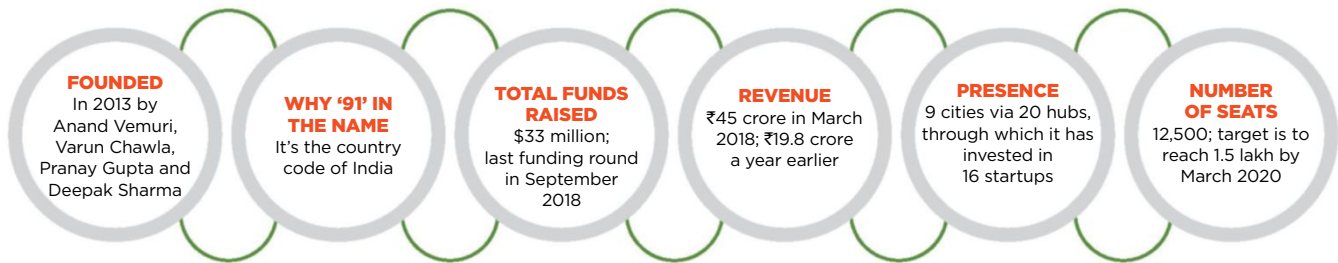 FOUNDED
In 2013 by
Anand Vemuri,
Varun Chawla,
Pranay Gupta and
Deepak Sharma
WHY ‘91’ IN
THE NAME
It’s the country
code of India
TOTAL FUNDS
RAISED
$33 million;
last funding round
in September
2018
REVENUE
₹45 crore in March
2018; ₹19.8 crore
a year earlier
PRESENCE
9 cities via 20 hubs,
through which it has
invested in
16 startups
NUMBER
OF SEATS
12,500; target is to
reach 1.5 lakh by
March 2020